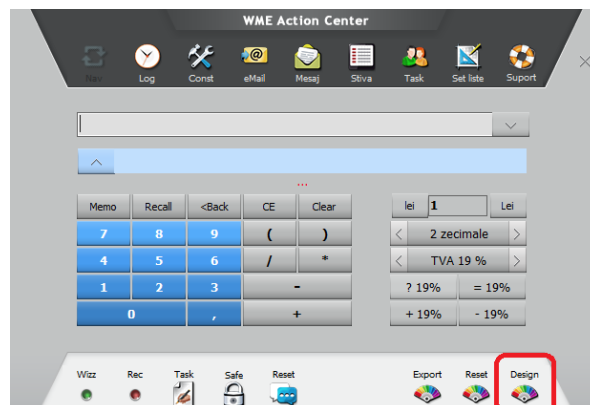 WME Action Center
Nav Log Const eMail Mesaj Stiva Task Set liste Suport
...
Memo Recall <Back CE Clear lei 1 Lei
7 8 9 ( ) < 2 zecimale >
4 5 6 / * < TVA 19 % >
1 2 3 - ? 19% = 19%
0 , + + 19% - 19%
Wizz Rec Task Safe Reset Export Reset Design